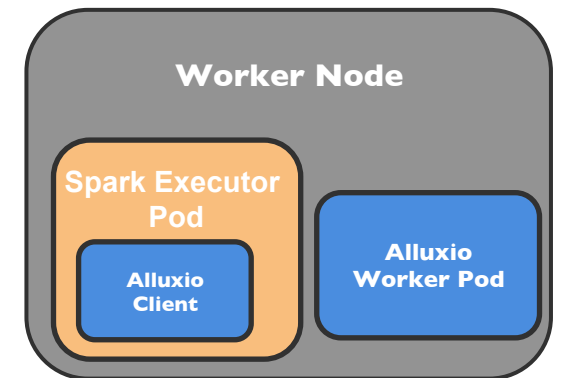 Worker Node
Spark Executor
Pod
Alluxio
Client
Alluxio
Worker Pod